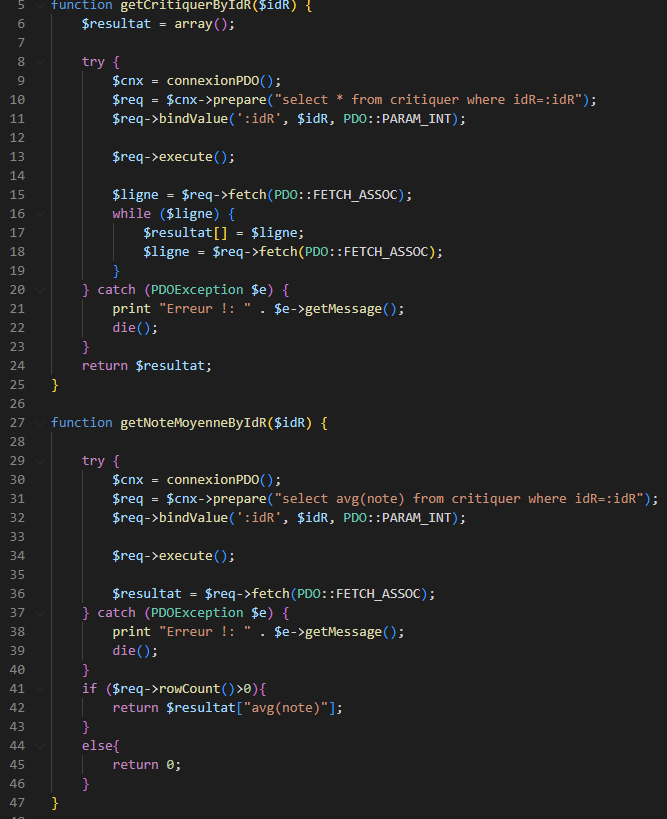 5 function getCritiquerByIdR($idR) {
6 $resultat = array();
7
8 try {
9 $cnx = connexionPDO();
10 $req = $cnx->prepare("select * from critiquer where idR=:idR");
11 $req->bindValue(':idR', $idR, PDO::PARAM_INT);
12
13 $req->execute();
14
15 $ligne = $req->fetch(PDO::FETCH_ASSOC);
16 while ($ligne) {
17 $resultat[] = $ligne;
18 $ligne = $req->fetch(PDO::FETCH_ASSOC);
19 }
20 } catch (PDOException $e) {
21 print "Erreur !: " . $e->getMessage();
22 die();
23 }
24 return $resultat;
25 }
26
27 function getNoteMoyenneByIdR($idR) {
28
29 try {
30 $cnx = connexionPDO();
31 $req = $cnx->prepare("select avg(note) from critiquer where idR=:idR");
32 $req->bindValue(':idR', $idR, PDO::PARAM_INT);
33
34 $req->execute();
35
36 $resultat = $req->fetch(PDO::FETCH_ASSOC);
37 } catch (PDOException $e) {
38 print "Erreur !: " . $e->getMessage();
39 die();
40 }
41 if ($req->rowCount()>0){
42 return $resultat["avg(note)"];
43 }
44 else{
45 return 0;
46 }
47 }